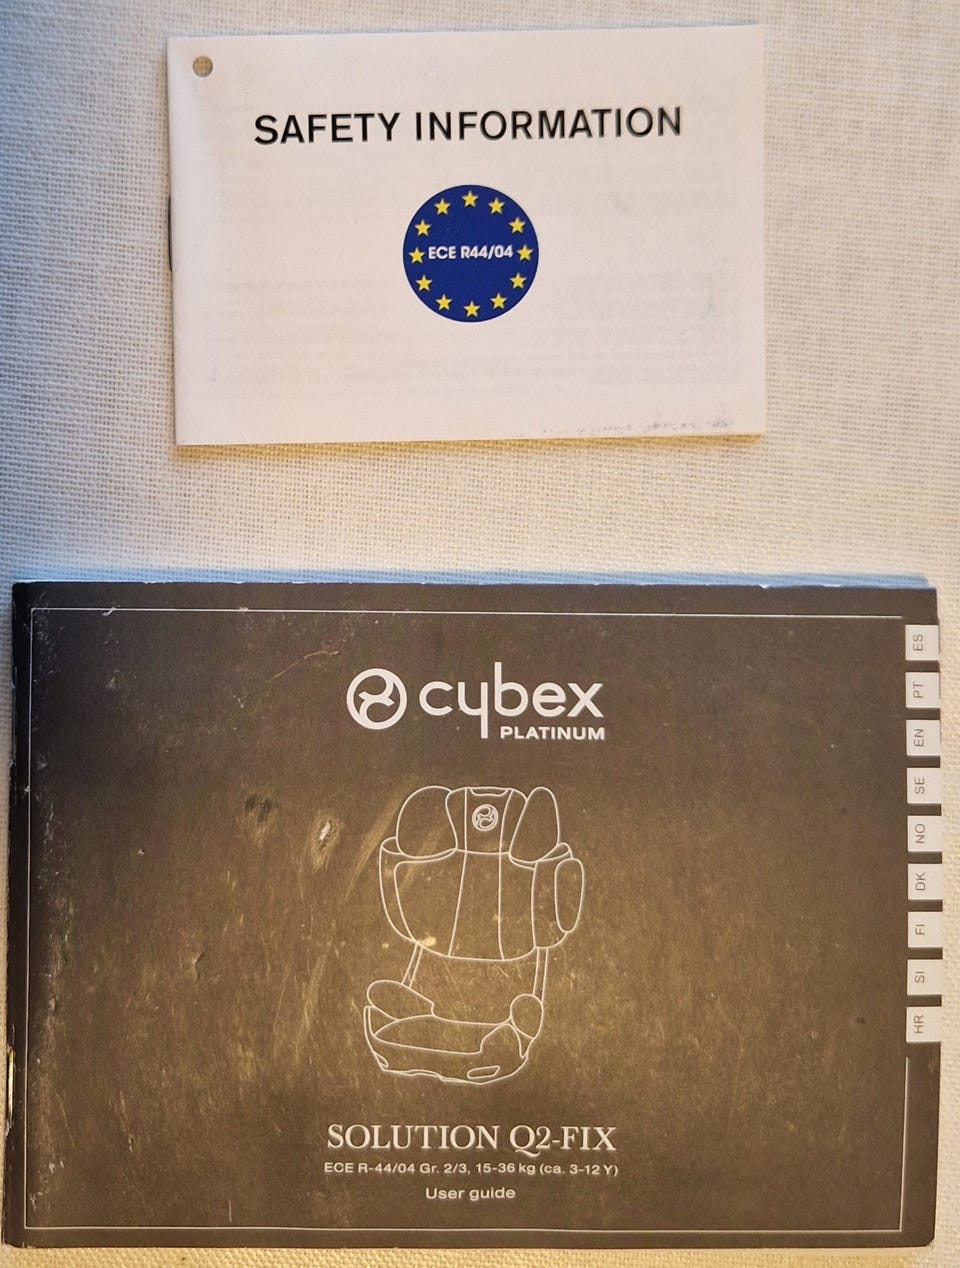 SAFETY INFORMATION
ECE R44/04
cybex
PLATINUM
ES
PT
EN
SE
NO
DK
FI
SI
HR
SOLUTION Q2-FIX
ECE R-44/04 Gr. 2/3, 15-36 kg (ca. 3-12 Y)
User guide